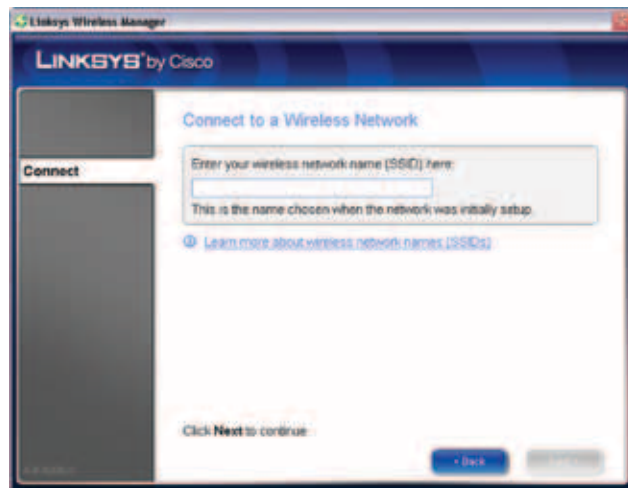 Linksys Wireless Manager
LINKSYS® by Cisco
Connect to a Wireless Network
Connect
Enter your wireless network name (SSID) here:
This is the name chosen when the network was initially setup.
Learn more about wireless network names (SSIDs)
Click Next to continue
‹ Back